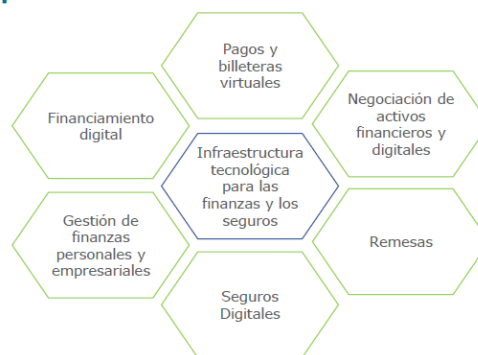 Pagos y
billeteras
virtuales
Financiamiento
digital
Negociación de
activos
financieros y
digitales
Infraestructura
tecnológica
para las
finanzas y los
seguros
Gestión de
finanzas
personales y
empresariales
Remesas
Seguros
Digitales